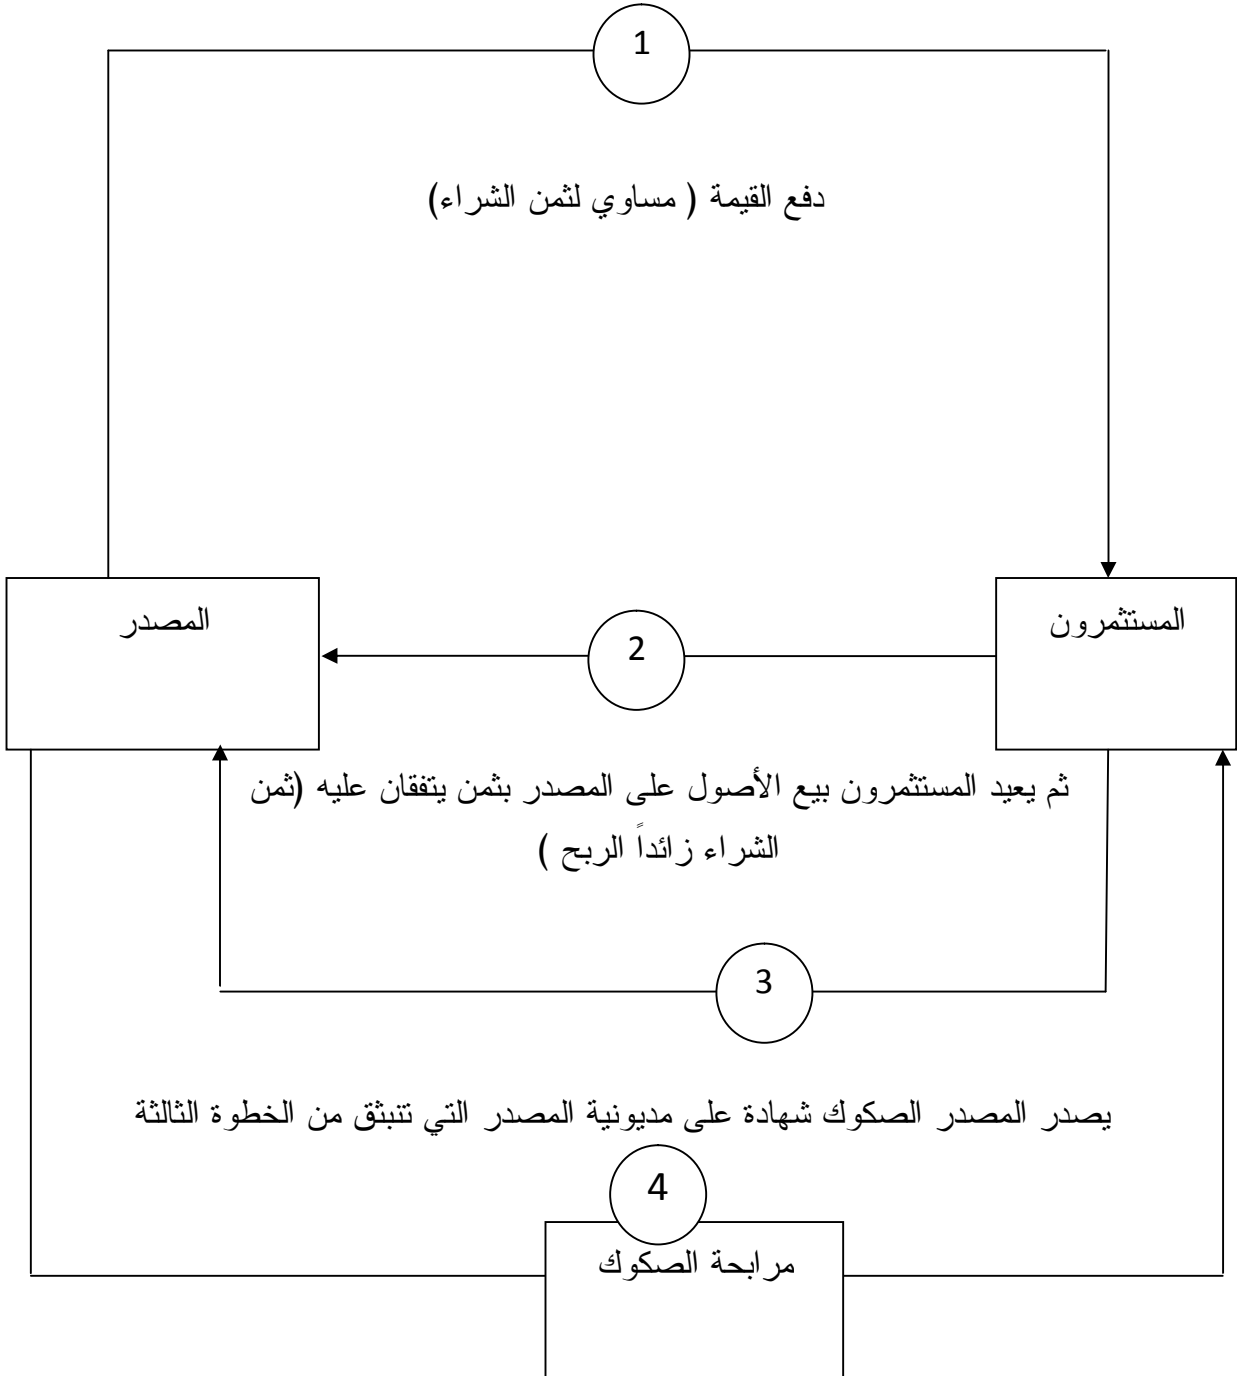 1
دفع القيمة ( مساوي لثمن الشراء)
المستثمرون
2
المصدر
ثم يعيد المستثمرون بيع الأصول على المصدر بثمن يتفقان عليه (ثمن
الشراء زائداً الربح )
3
يصدر المصدر الصكوك شهادة على مديونية المصدر التي تنبثق من الخطوة الثالثة
4
مرابحة الصكوك